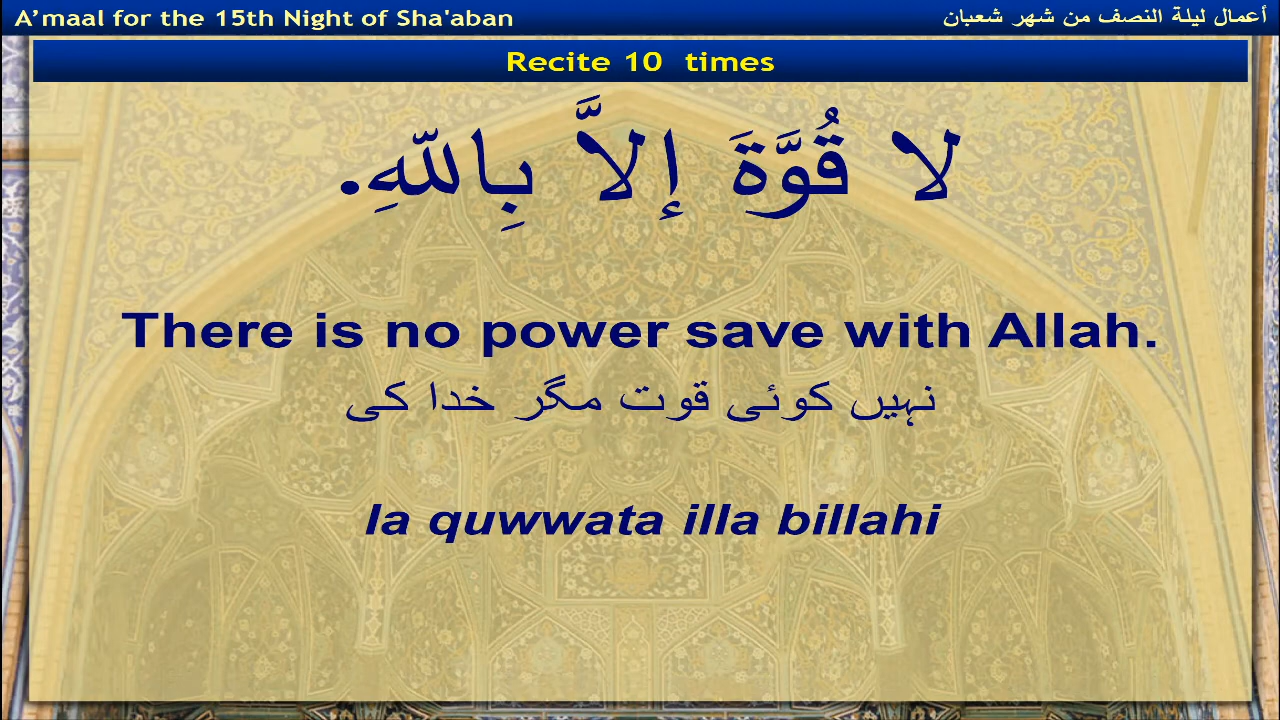 A’maal for the 15th Night of Sha'aban
أعمال ليلة النصف من شهر شعبان
Recite 10 times
لا قُوَّةَ إلاَّ بِاللّهِ.
There is no power save with Allah.
نہیں کوئی قوت مگر خدا کی
la quwwata illa billahi